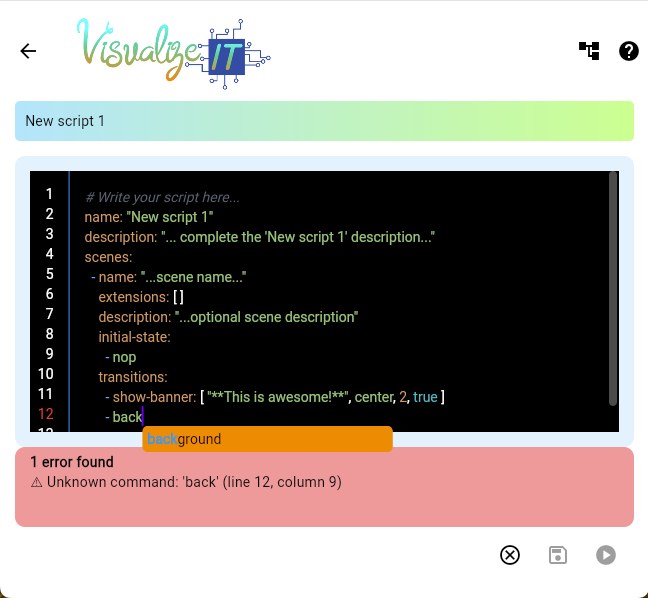 Visualize IT
?
New script 1
1 # Write your script here...
2 name: "New script 1"
3 description: "... complete the 'New script 1' description..."
4 scenes:
5 - name: "...scene name..."
6 extensions: []
7 description: "...optional scene description"
8 initial-state:
9 - nop
10 transitions:
11 - show-banner: [ "**This is awesome!**", center, 2, true ]
12 - back
background
1 error found
⚠ Unknown command: 'back' (line 12, column 9)